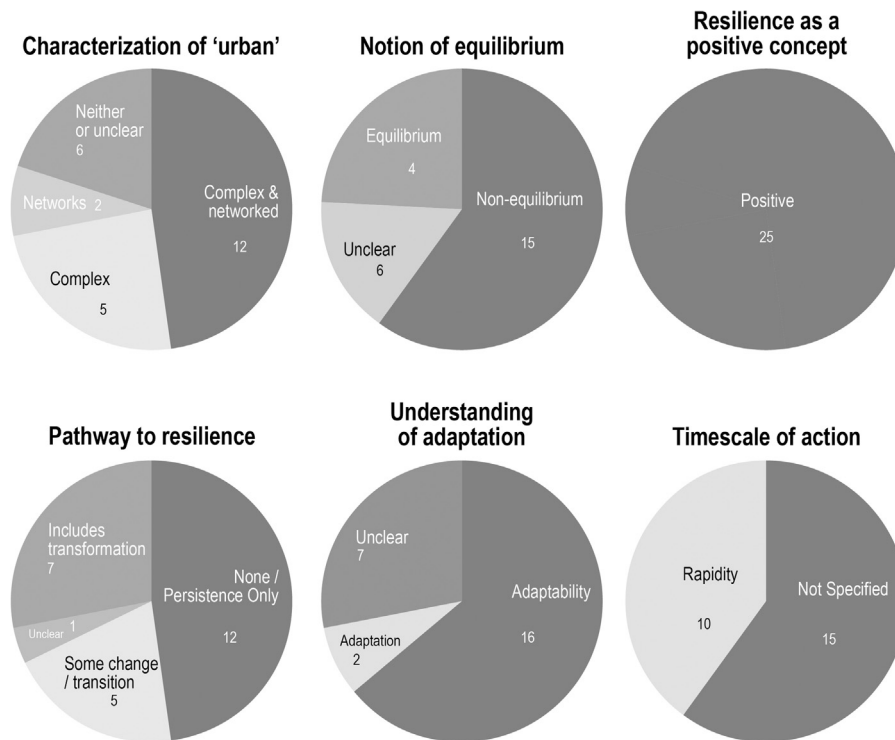 Characterization of ‘urban’
Neither
or unclear
6
Networks 2
Complex
5
Complex &
networked
12
Notion of equilibrium
Equilibrium
4
Unclear
6
Non-equilibrium
15
Resilience as a
positive concept
Positive
25
Pathway to resilience
Includes
transformation
7
Unclear 1
Some change
/ transition
5
None /
Persistence Only
12
Understanding
of adaptation
Unclear
7
Adaptation
2
Adaptability
16
Timescale of action
Rapidity
10
Not Specified
15